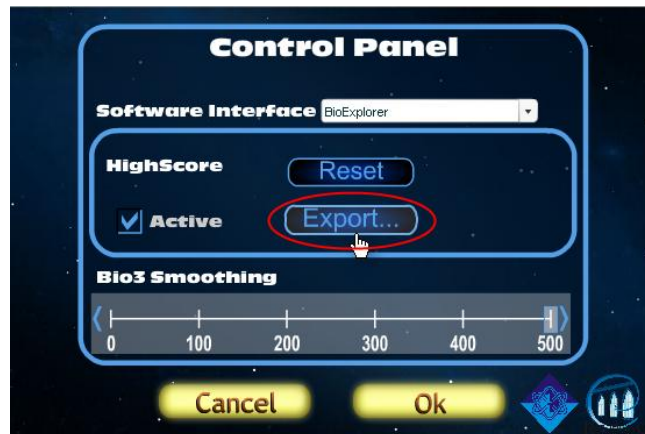 Control Panel
Software Interface BioExplorer
HighScore Reset
Active Export...
Bio3 Smoothing
0 100 200 300 400 500
Cancel Ok